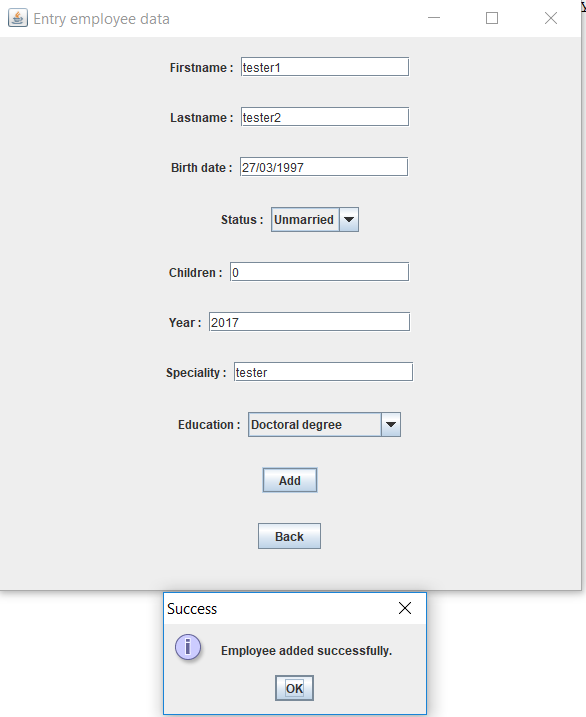 Entry employee data
Firstname : tester1
Lastname : tester2
Birth date : 27/03/1997
Status : Unmarried
Children : 0
Year : 2017
Speciality : tester
Education : Doctoral degree
Add
Back
Success
Employee added successfully.
OK